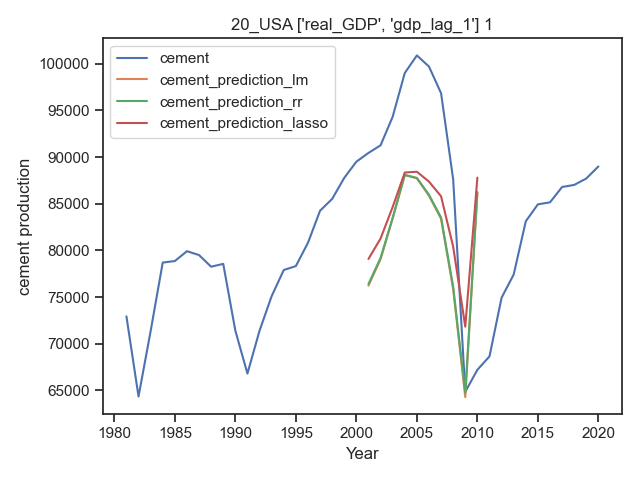 20_USA ['real_GDP', 'gdp_lag_1'] 1
cement
cement_prediction_lm
cement_prediction_rr
cement_prediction_lasso
cement production
100000
95000
90000
85000
80000
75000
70000
65000
1980 1985 1990 1995 2000 2005 2010 2015 2020
Year